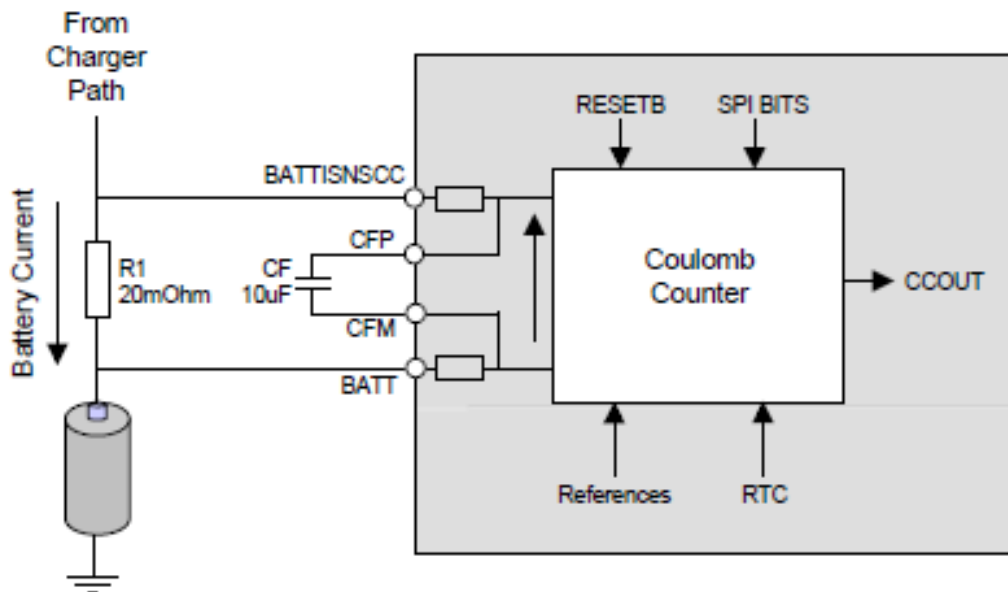 From
Charger
Path
RESETB
SPI BITS
BATTISNSCC
Battery Current
R1
20mOhm
CFP
CF
10uF
CFM
BATT
Coulomb
Counter
CCOUT
References
RTC